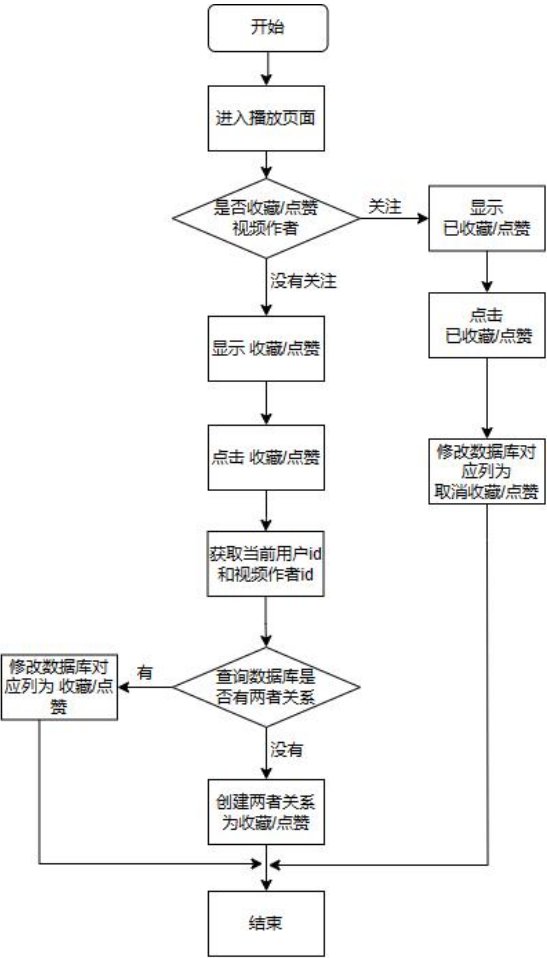 开始
进入播放页面
是否收藏/点赞
视频作者
关注
显示
已收藏/点赞
没有关注
点击
已收藏/点赞
显示 收藏/点赞
点击 收藏/点赞
修改数据库对
应列为
取消收藏/点赞
获取当前用户id
和视频作者id
查询数据库是
否有两者关系
有
修改数据库对
应列为 收藏/点
赞
没有
创建两者关系
为收藏/点赞
结束